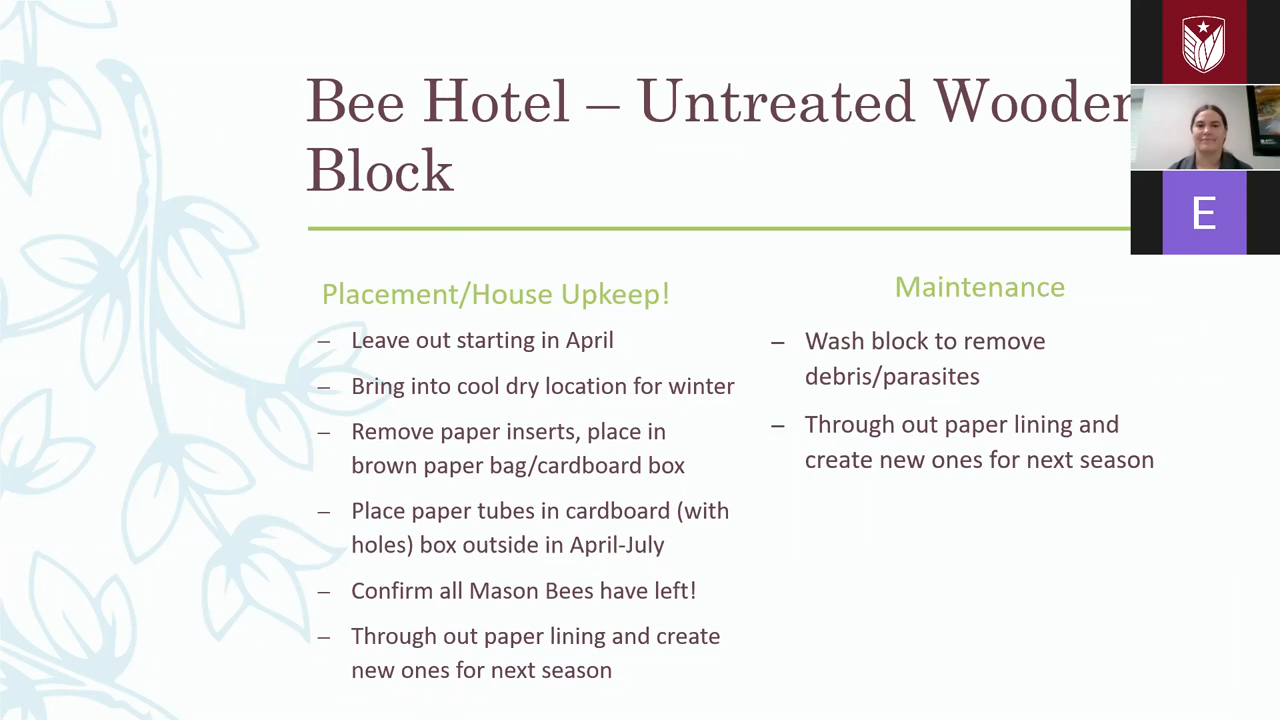 Bee Hotel – Untreated Wooden
Block
E
Placement/House Upkeep!
– Leave out starting in April
– Bring into cool dry location for winter
– Remove paper inserts, place in
brown paper bag/cardboard box
– Place paper tubes in cardboard (with
holes) box outside in April-July
– Confirm all Mason Bees have left!
– Through out paper lining and create
new ones for next season
Maintenance
– Wash block to remove
debris/parasites
– Through out paper lining and
create new ones for next season